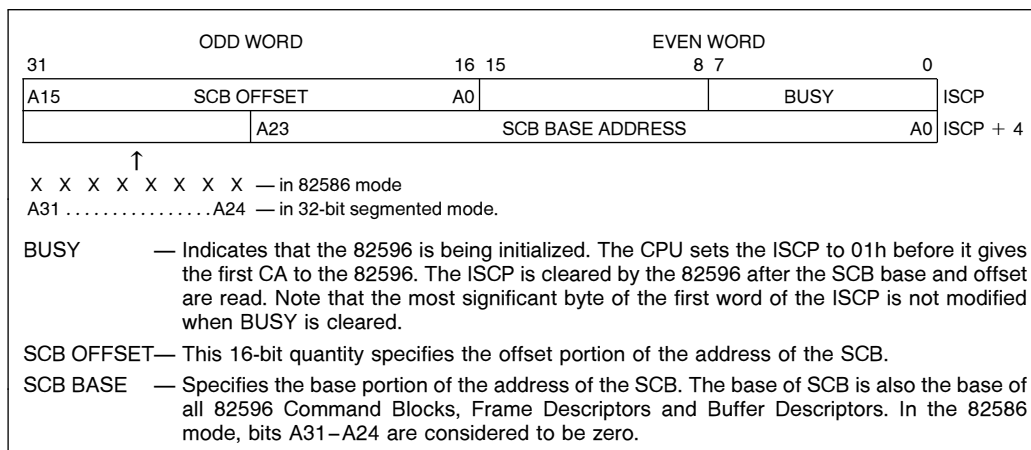 ODD WORD EVEN WORD
31 16 15 8 7 0
A15 SCB OFFSET A0 BUSY ISCP
A23 SCB BASE ADDRESS A0 ISCP + 4
↑
X X X X X X X X — in 82586 mode
A31 . . . . . . . . . . . . . . . . A24 — in 32-bit segmented mode.
BUSY — Indicates that the 82596 is being initialized. The CPU sets the ISCP to 01h before it gives
the first CA to the 82596. The ISCP is cleared by the 82596 after the SCB base and offset
are read. Note that the most significant byte of the first word of the ISCP is not modified
when BUSY is cleared.
SCB OFFSET— This 16-bit quantity specifies the offset portion of the address of the SCB.
SCB BASE — Specifies the base portion of the address of the SCB. The base of SCB is also the base of
all 82596 Command Blocks, Frame Descriptors and Buffer Descriptors. In the 82586
mode, bits A31–A24 are considered to be zero.